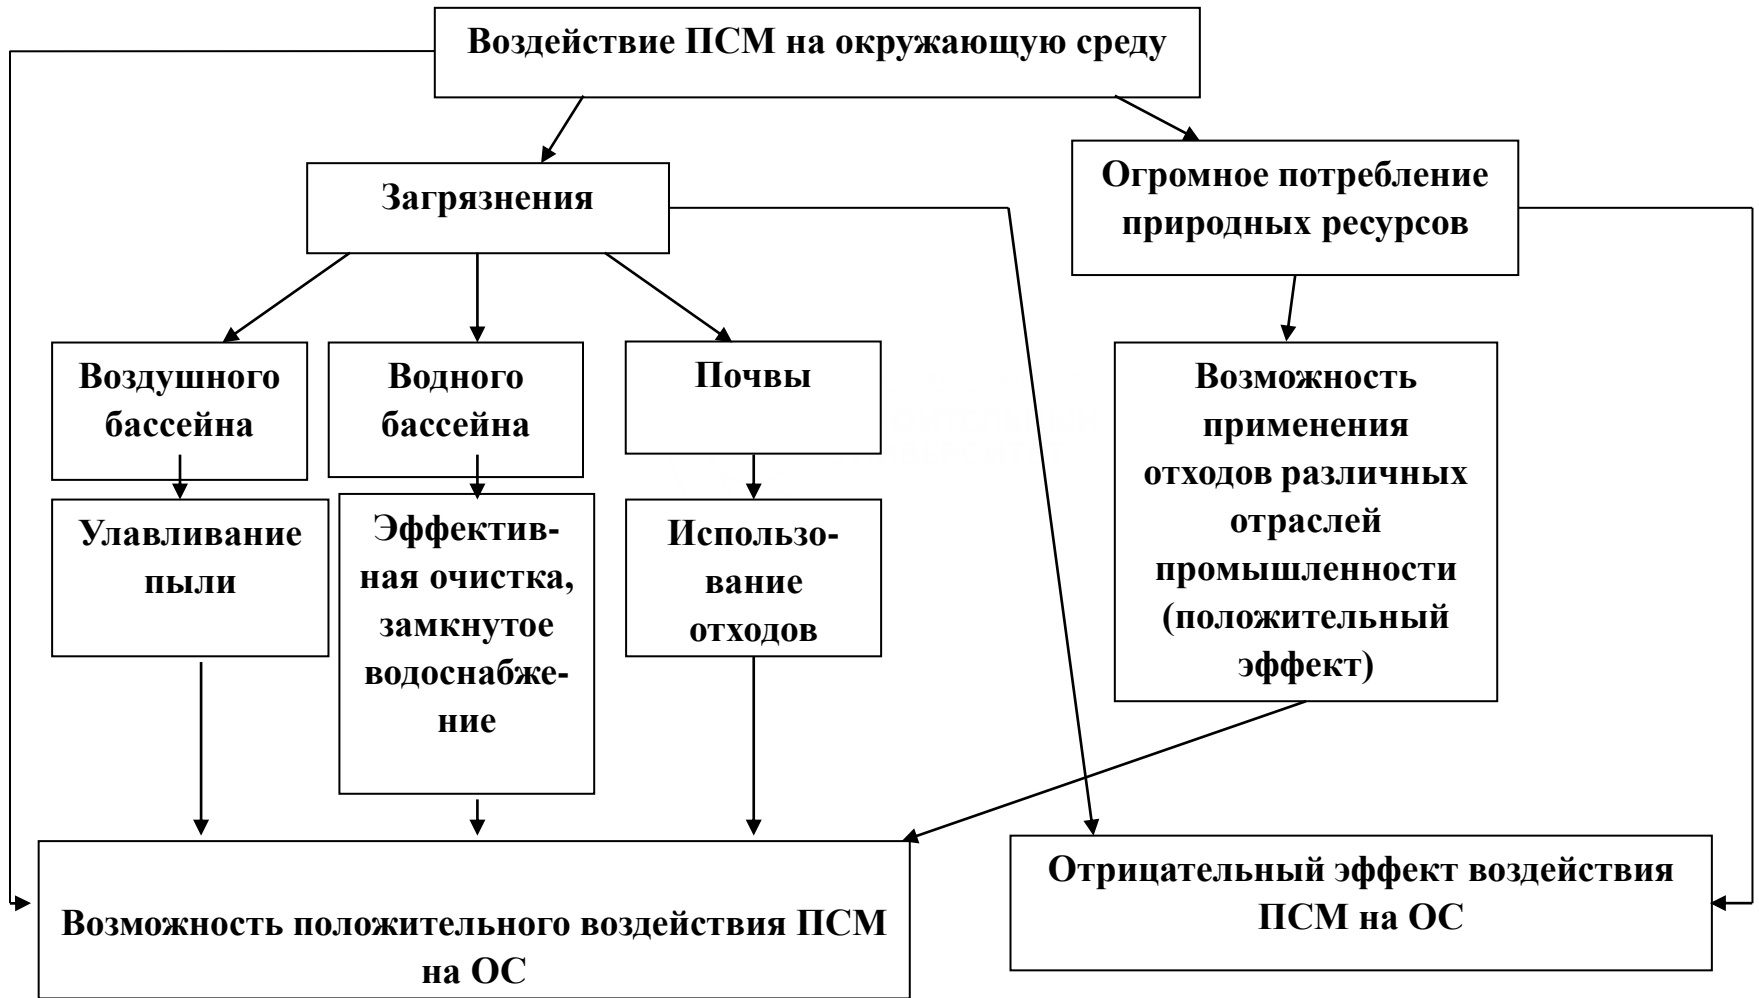 Воздействие ПСМ на окружающую среду
Загрязнения
Огромное потребление
природных ресурсов
Воздушного
бассейна
Водного
бассейна
Почвы
Возможность
применения
отходов различных
отраслей
промышленности
(положительный
эффект)
Улавливание
пыли
Эффектив-
ная очистка,
замкнутое
водоснабже-
ние
Использо-
вание
отходов
Возможность положительного воздействия ПСМ
на ОС
Отрицательный эффект воздействия
ПСМ на ОС